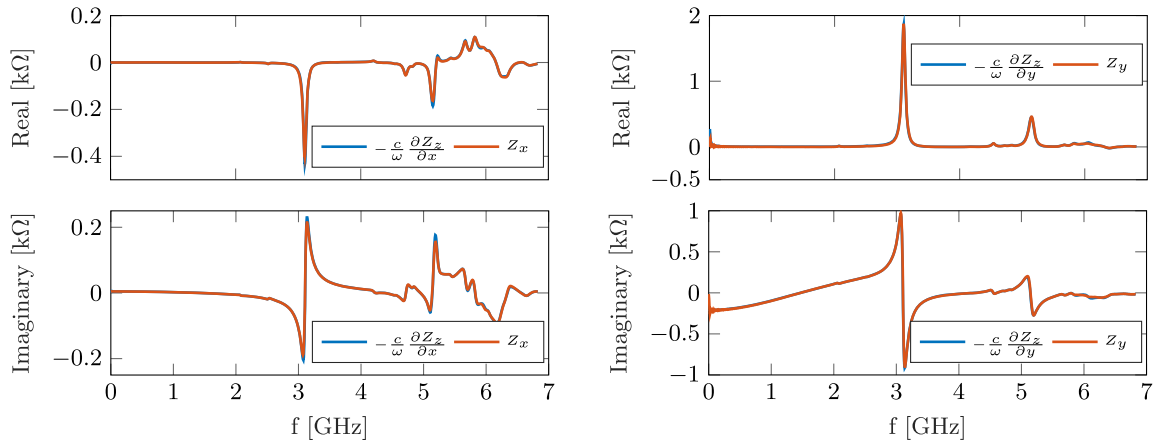 0.2
0
−0.2
−0.4
Real [kΩ]
−c/ω ∂Z_z/∂x Z_x
0.2
0
−0.2
Imaginary [kΩ]
−c/ω ∂Z_z/∂x Z_x
0 1 2 3 4 5 6 7
f [GHz]
2
1
0
−0.5
Real [kΩ]
−c/ω ∂Z_z/∂y Z_y
1
0.5
0
−0.5
−1
Imaginary [kΩ]
−c/ω ∂Z_z/∂y Z_y
0 1 2 3 4 5 6 7
f [GHz]